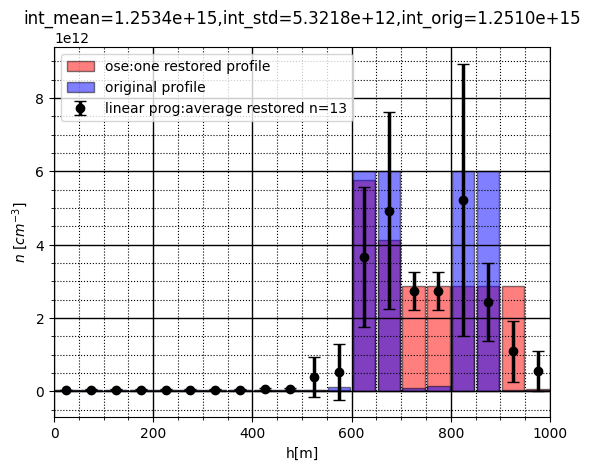 int_mean=1.2534e+15,int_std=5.3218e+12,int_orig=1.2510e+15
1e12
ose:one restored profile
original profile
linear prog:average restored n=13
8
6
4
2
0
n [cm⁻³]
0 200 400 600 800 1000
h[m]